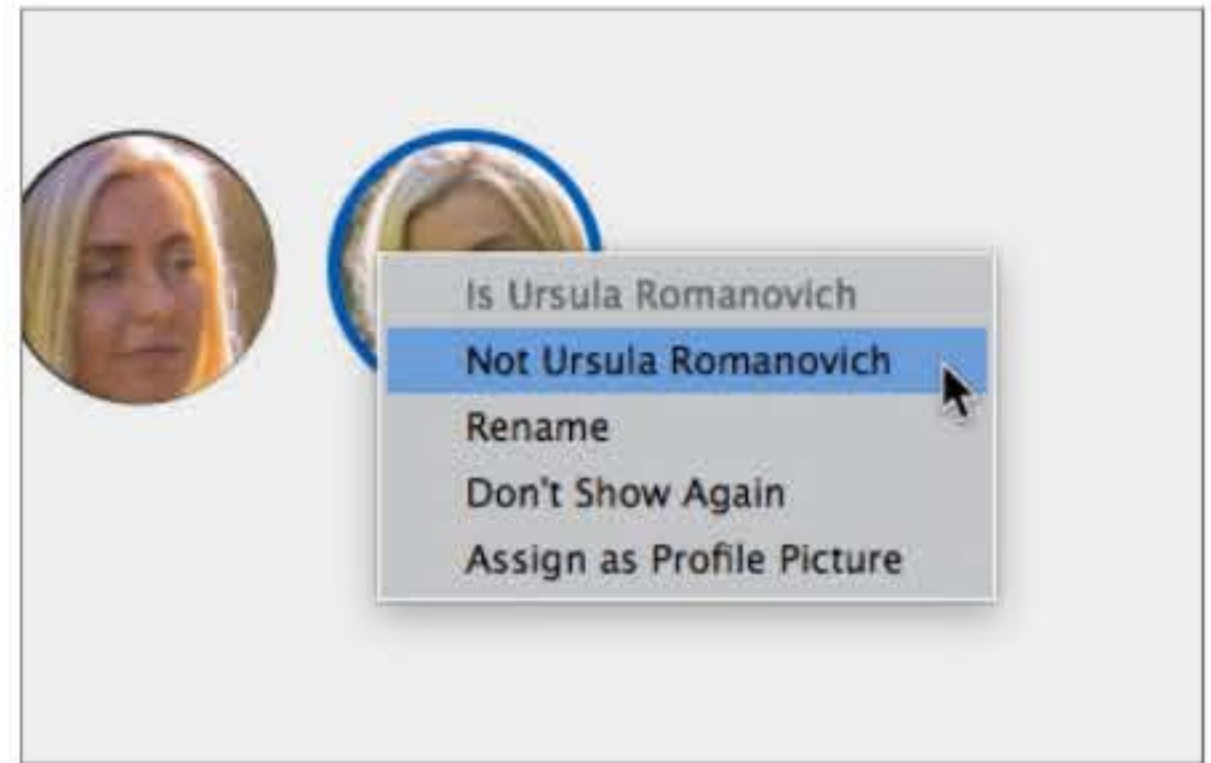 Is Ursula Romanovich
Not Ursula Romanovich
Rename
Don't Show Again
Assign as Profile Picture